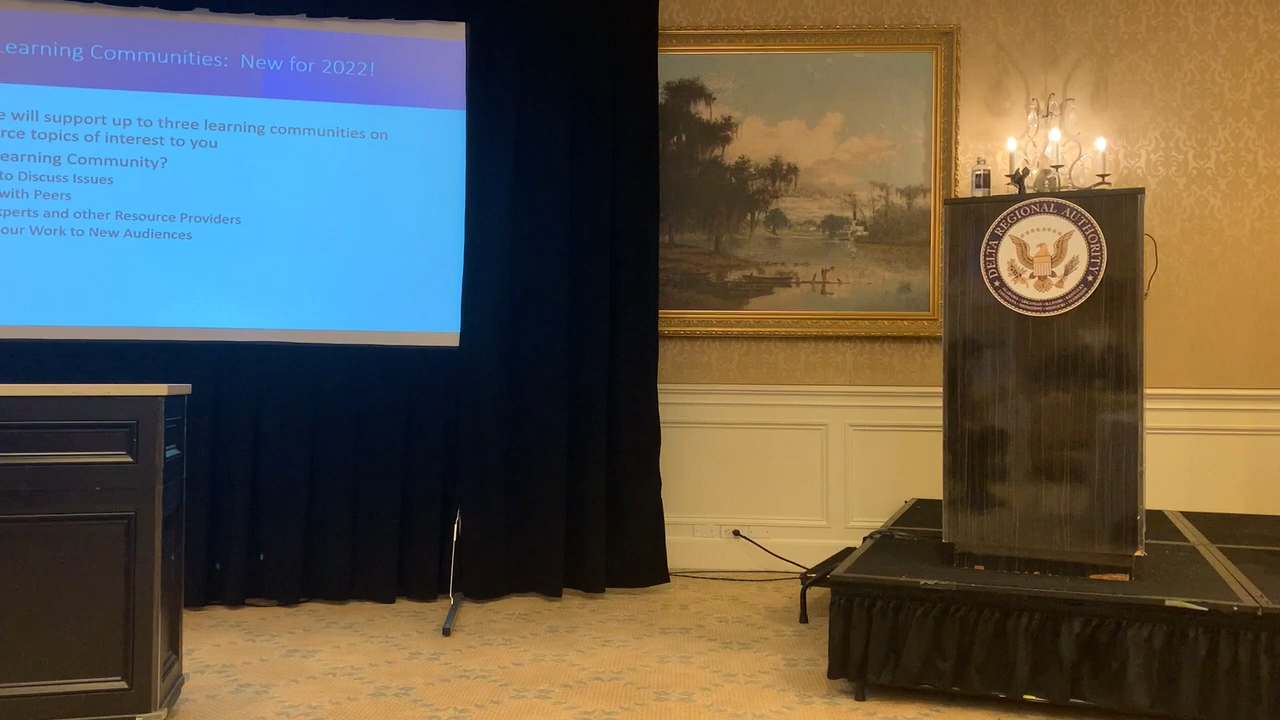 Learning Communities: New for 2022!
e will support up to three learning communities on
rce topics of interest to you
earning Community?
to Discuss Issues
with Peers
xperts and other Resource Providers
our Work to New Audiences
DELTA REGIONAL AUTHORITY